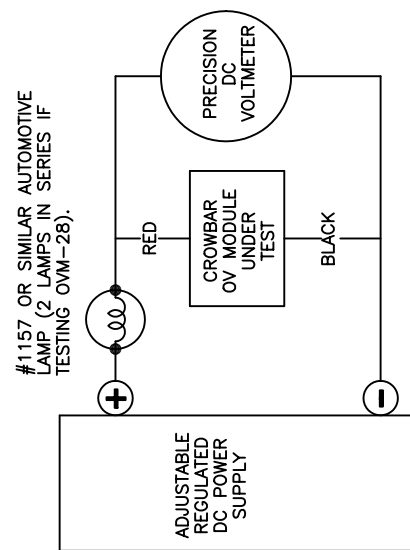 #1157 OR SIMILAR AUTOMOTIVE
LAMP (2 LAMPS IN SERIES IF
TESTING OVM-28).
PRECISION
DC
VOLTMETER
RED
CROWBAR
OV MODULE
UNDER
TEST
BLACK
+
-
ADJUSTABLE
REGULATED
DC POWER
SUPPLY